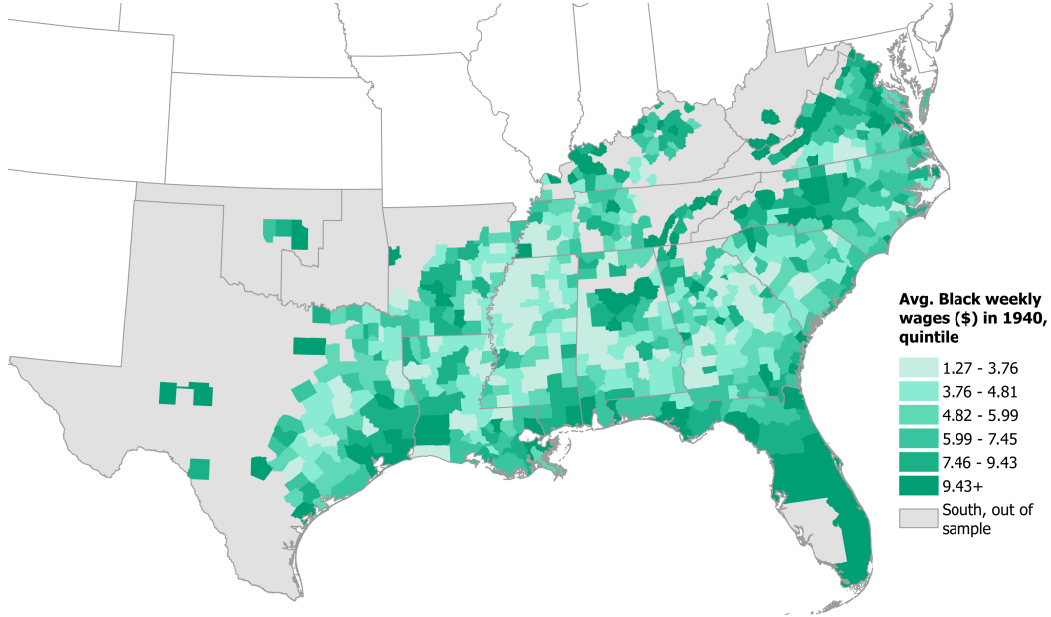 Avg. Black weekly
wages ($) in 1940,
quintile
1.27 - 3.76
3.76 - 4.81
4.82 - 5.99
5.99 - 7.45
7.46 - 9.43
9.43+
South, out of
sample